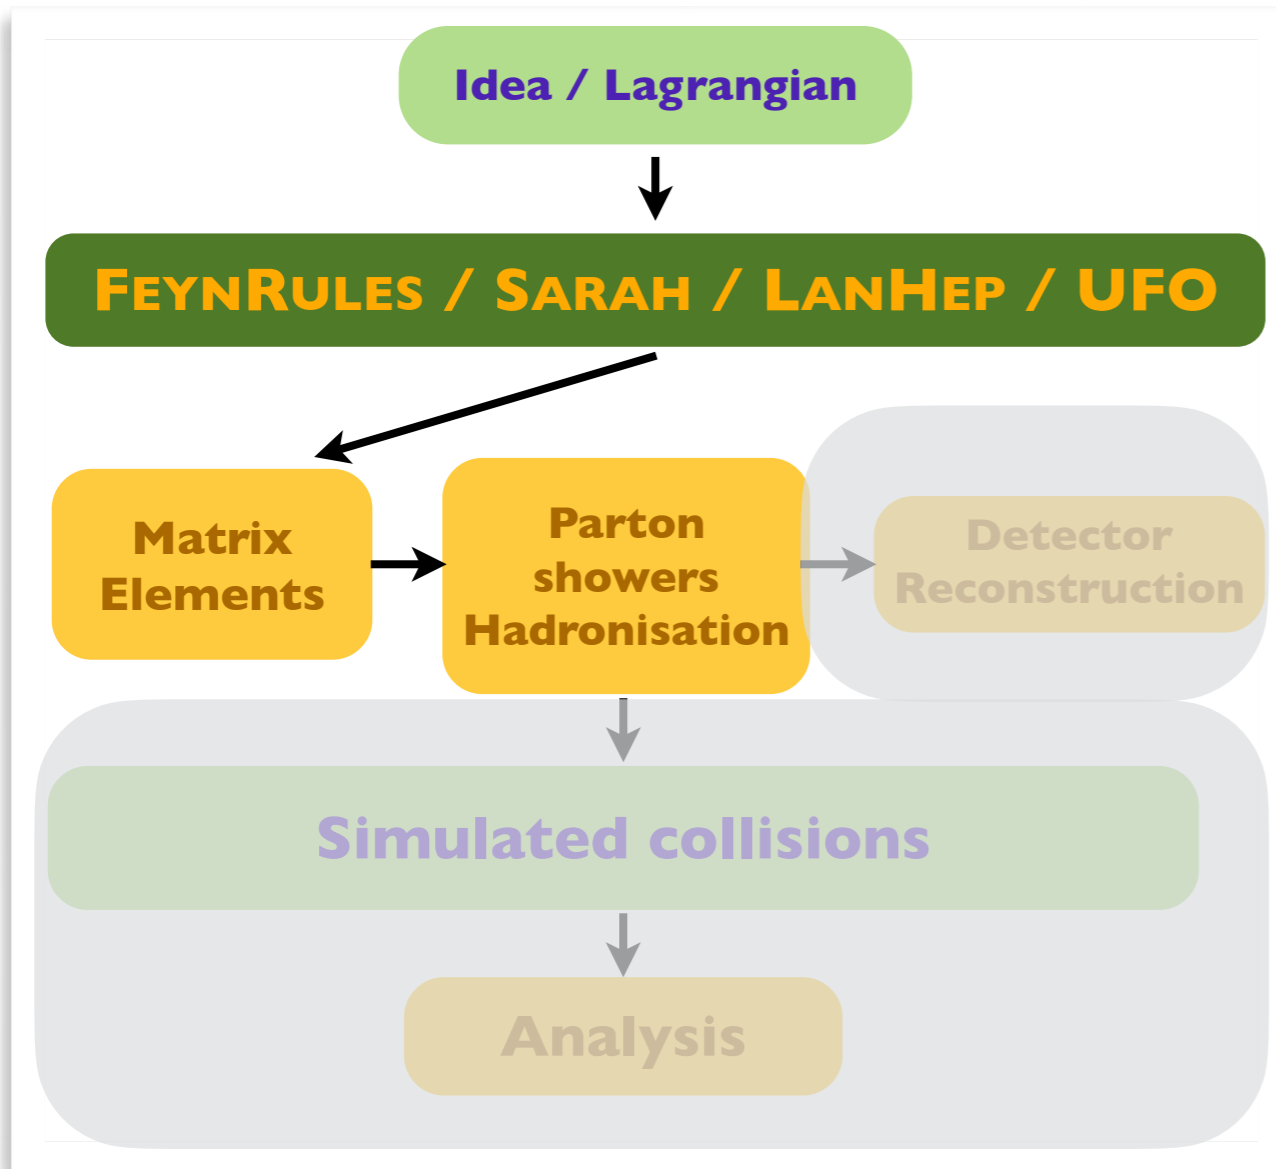 Idea / Lagrangian
FEYNRULES / SARAH / LANHEP / UFO
Matrix
Elements
Parton
showers
Hadronisation
Detector
Reconstruction
Simulated collisions
Analysis